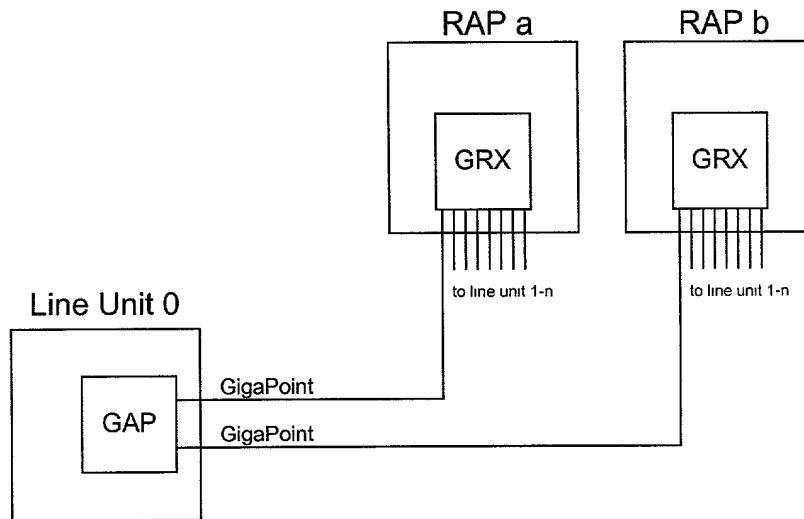 RAP a
RAP b
GRX
GRX
to line unit 1-n
to line unit 1-n
Line Unit 0
GAP
GigaPoint
GigaPoint